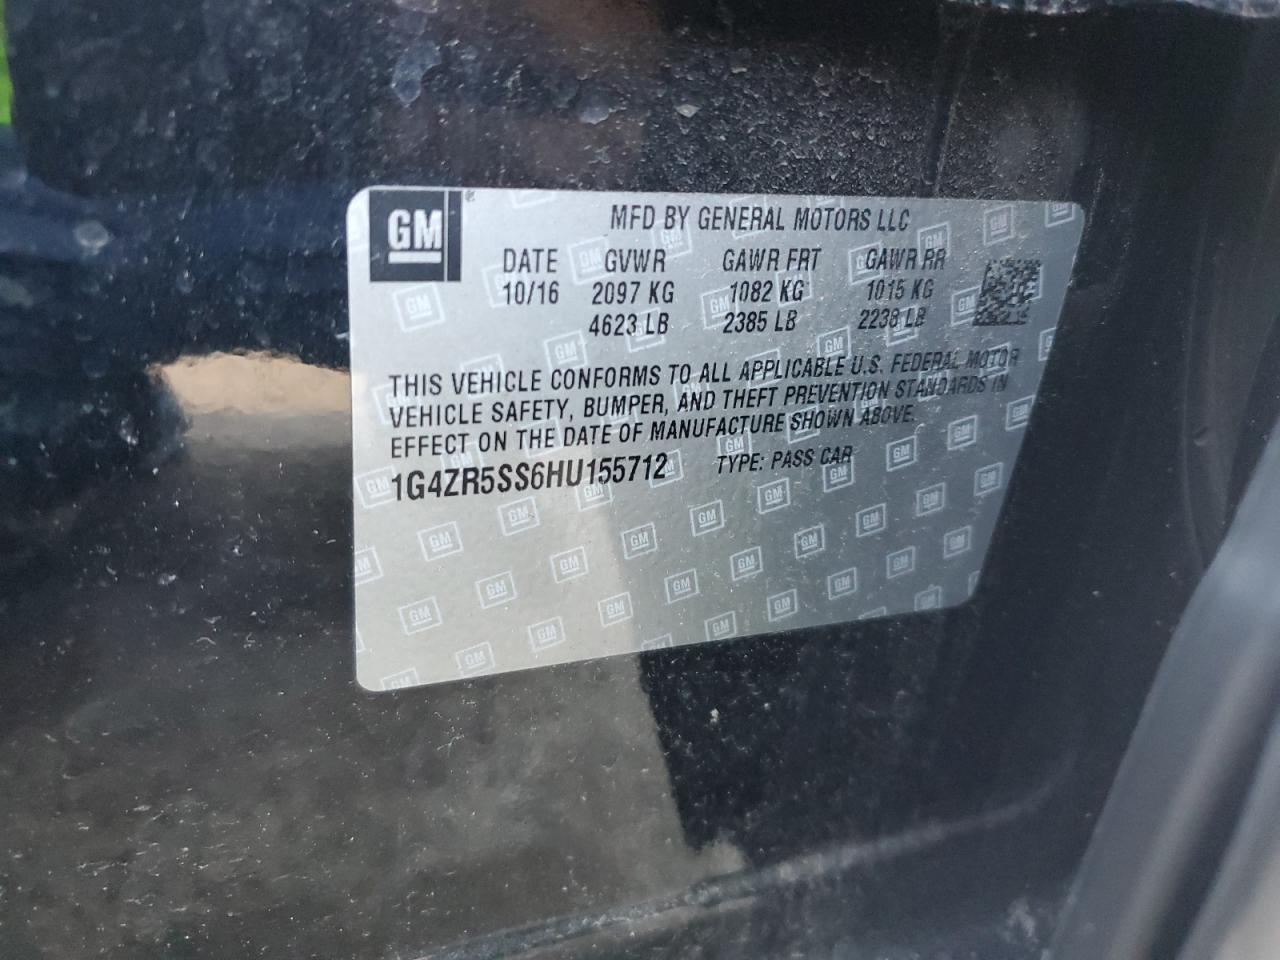 GM
MFD BY GENERAL MOTORS LLC
DATE GVWR GAWR FRT GAWR RR
10/16 2097 KG 1082 KG 1015 KG
4623 LB 2385 LB 2238 LB
THIS VEHICLE CONFORMS TO ALL APPLICABLE U.S. FEDERAL MOTOR
VEHICLE SAFETY, BUMPER, AND THEFT PREVENTION STANDARDS IN
EFFECT ON THE DATE OF MANUFACTURE SHOWN ABOVE.
1G4ZR5SS6HU155712 TYPE: PASS CAR